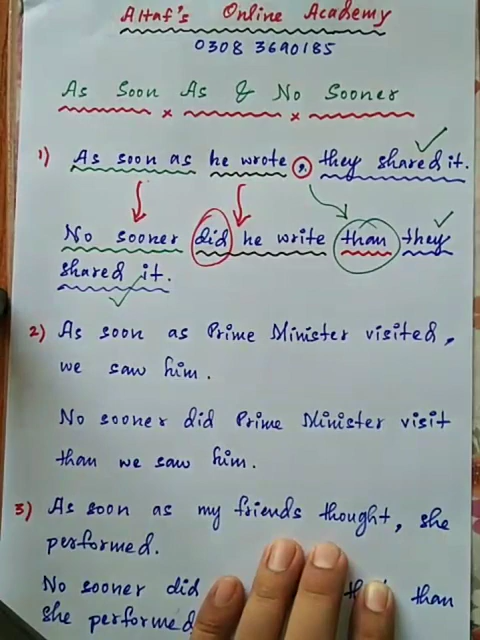 Altaf's Online Academy
0308 3690185
As Soon As & No Sooner
1) As soon as he wrote, they shared it.
No sooner did he write than they
shared it.
2) As soon as Prime Minister visited,
we saw him.
No sooner did Prime Minister visit
than we saw him.
3) As soon as my friends thought, she
performed.
No sooner did than
she performed